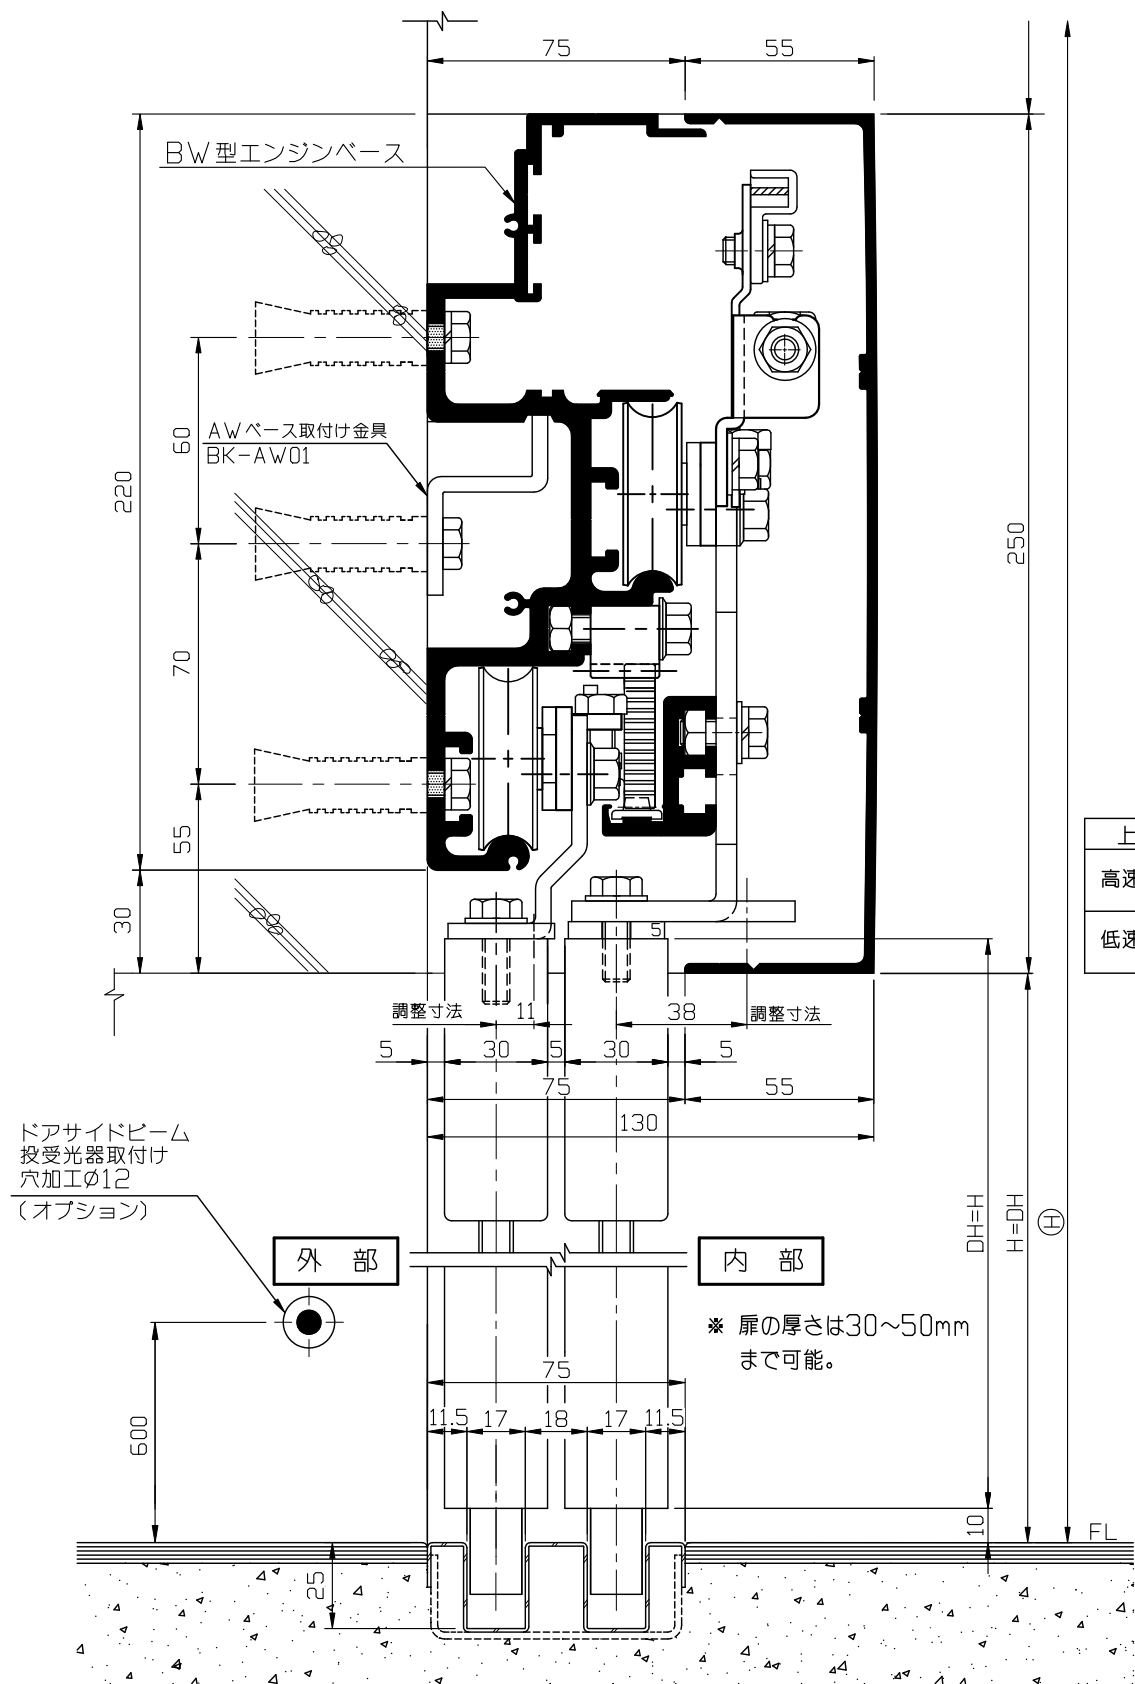 75
55
BW型エンジンベース
60
AWベース取付け金具
BK-AW01
220
250
70
55
30
上
高速
低速
5
調整寸法
11
38
調整寸法
5
30
5
30
5
75
55
130
ドアサイドビーム
投受光器取付け
穴加工Ø12
(オプション)
DH=H
H=DH
H
外 部
内 部
※ 扉の厚さは30~50mm
まで可能。
75
11.5
17
18
17
11.5
600
10
FL
25